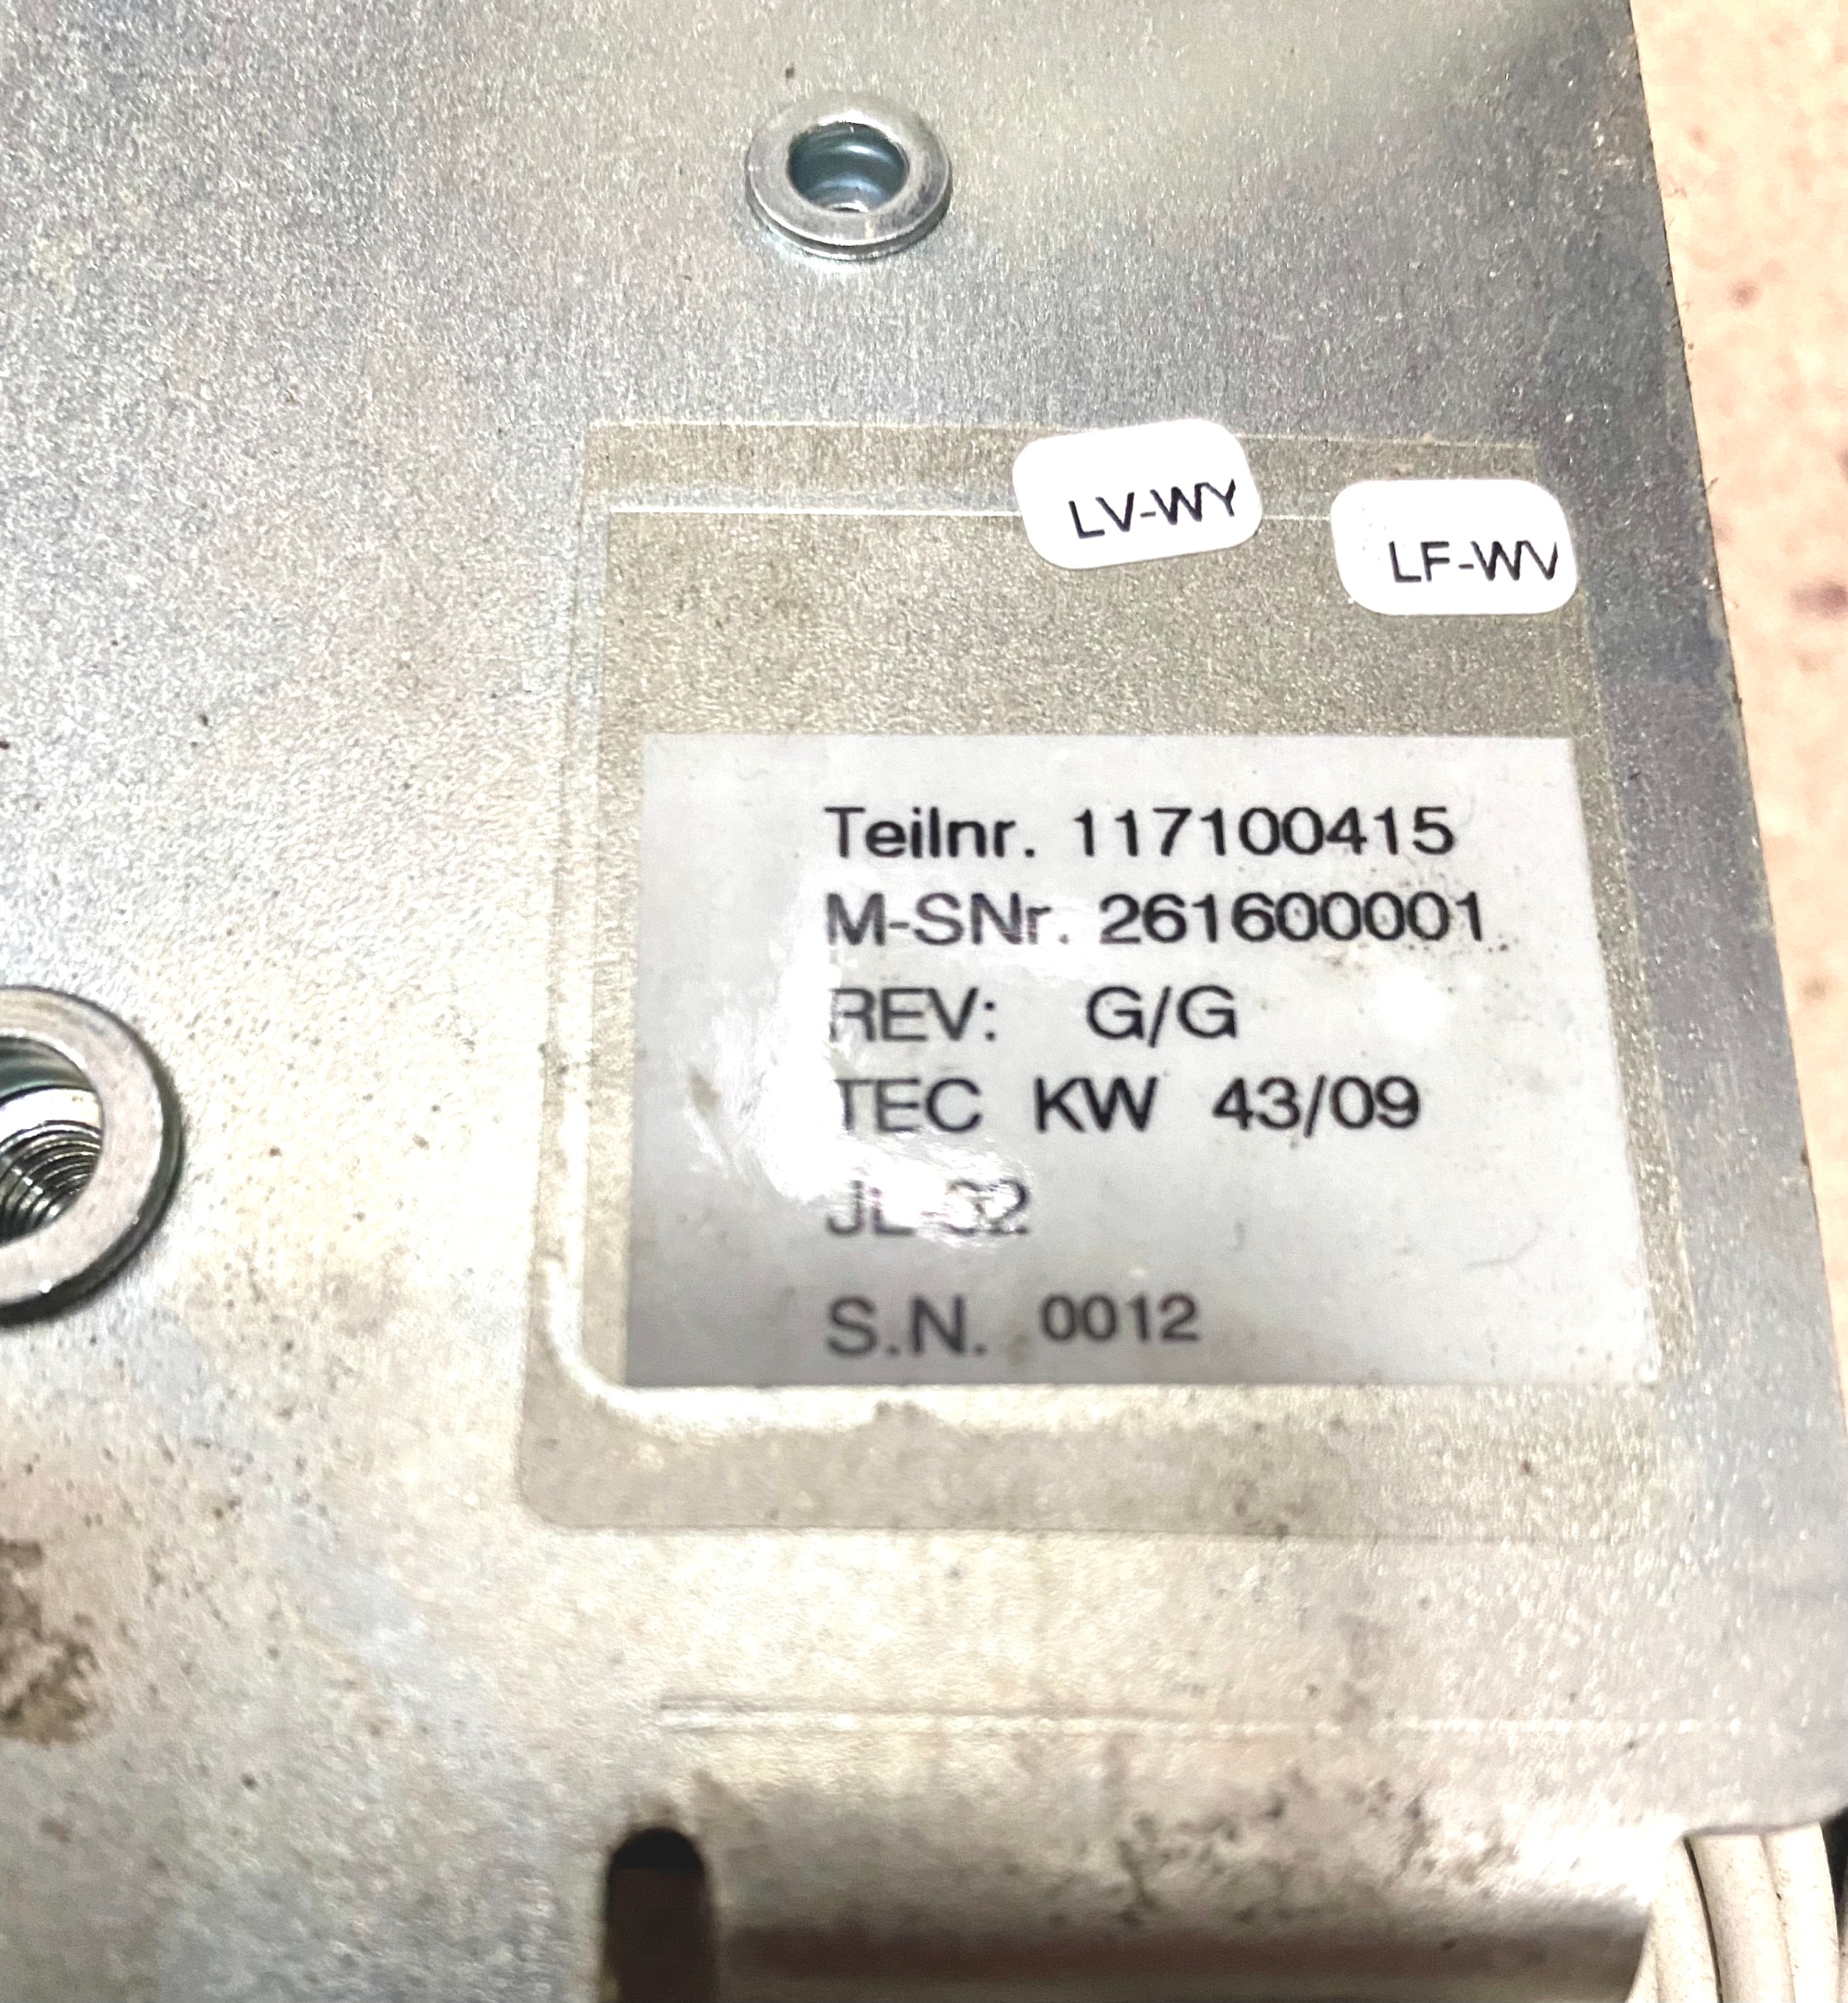 LV-WY
LF-WV
Teilnr. 117100415
M-SNr. 261600001
REV: G/G
TEC KW 43/09
S.N. 0012